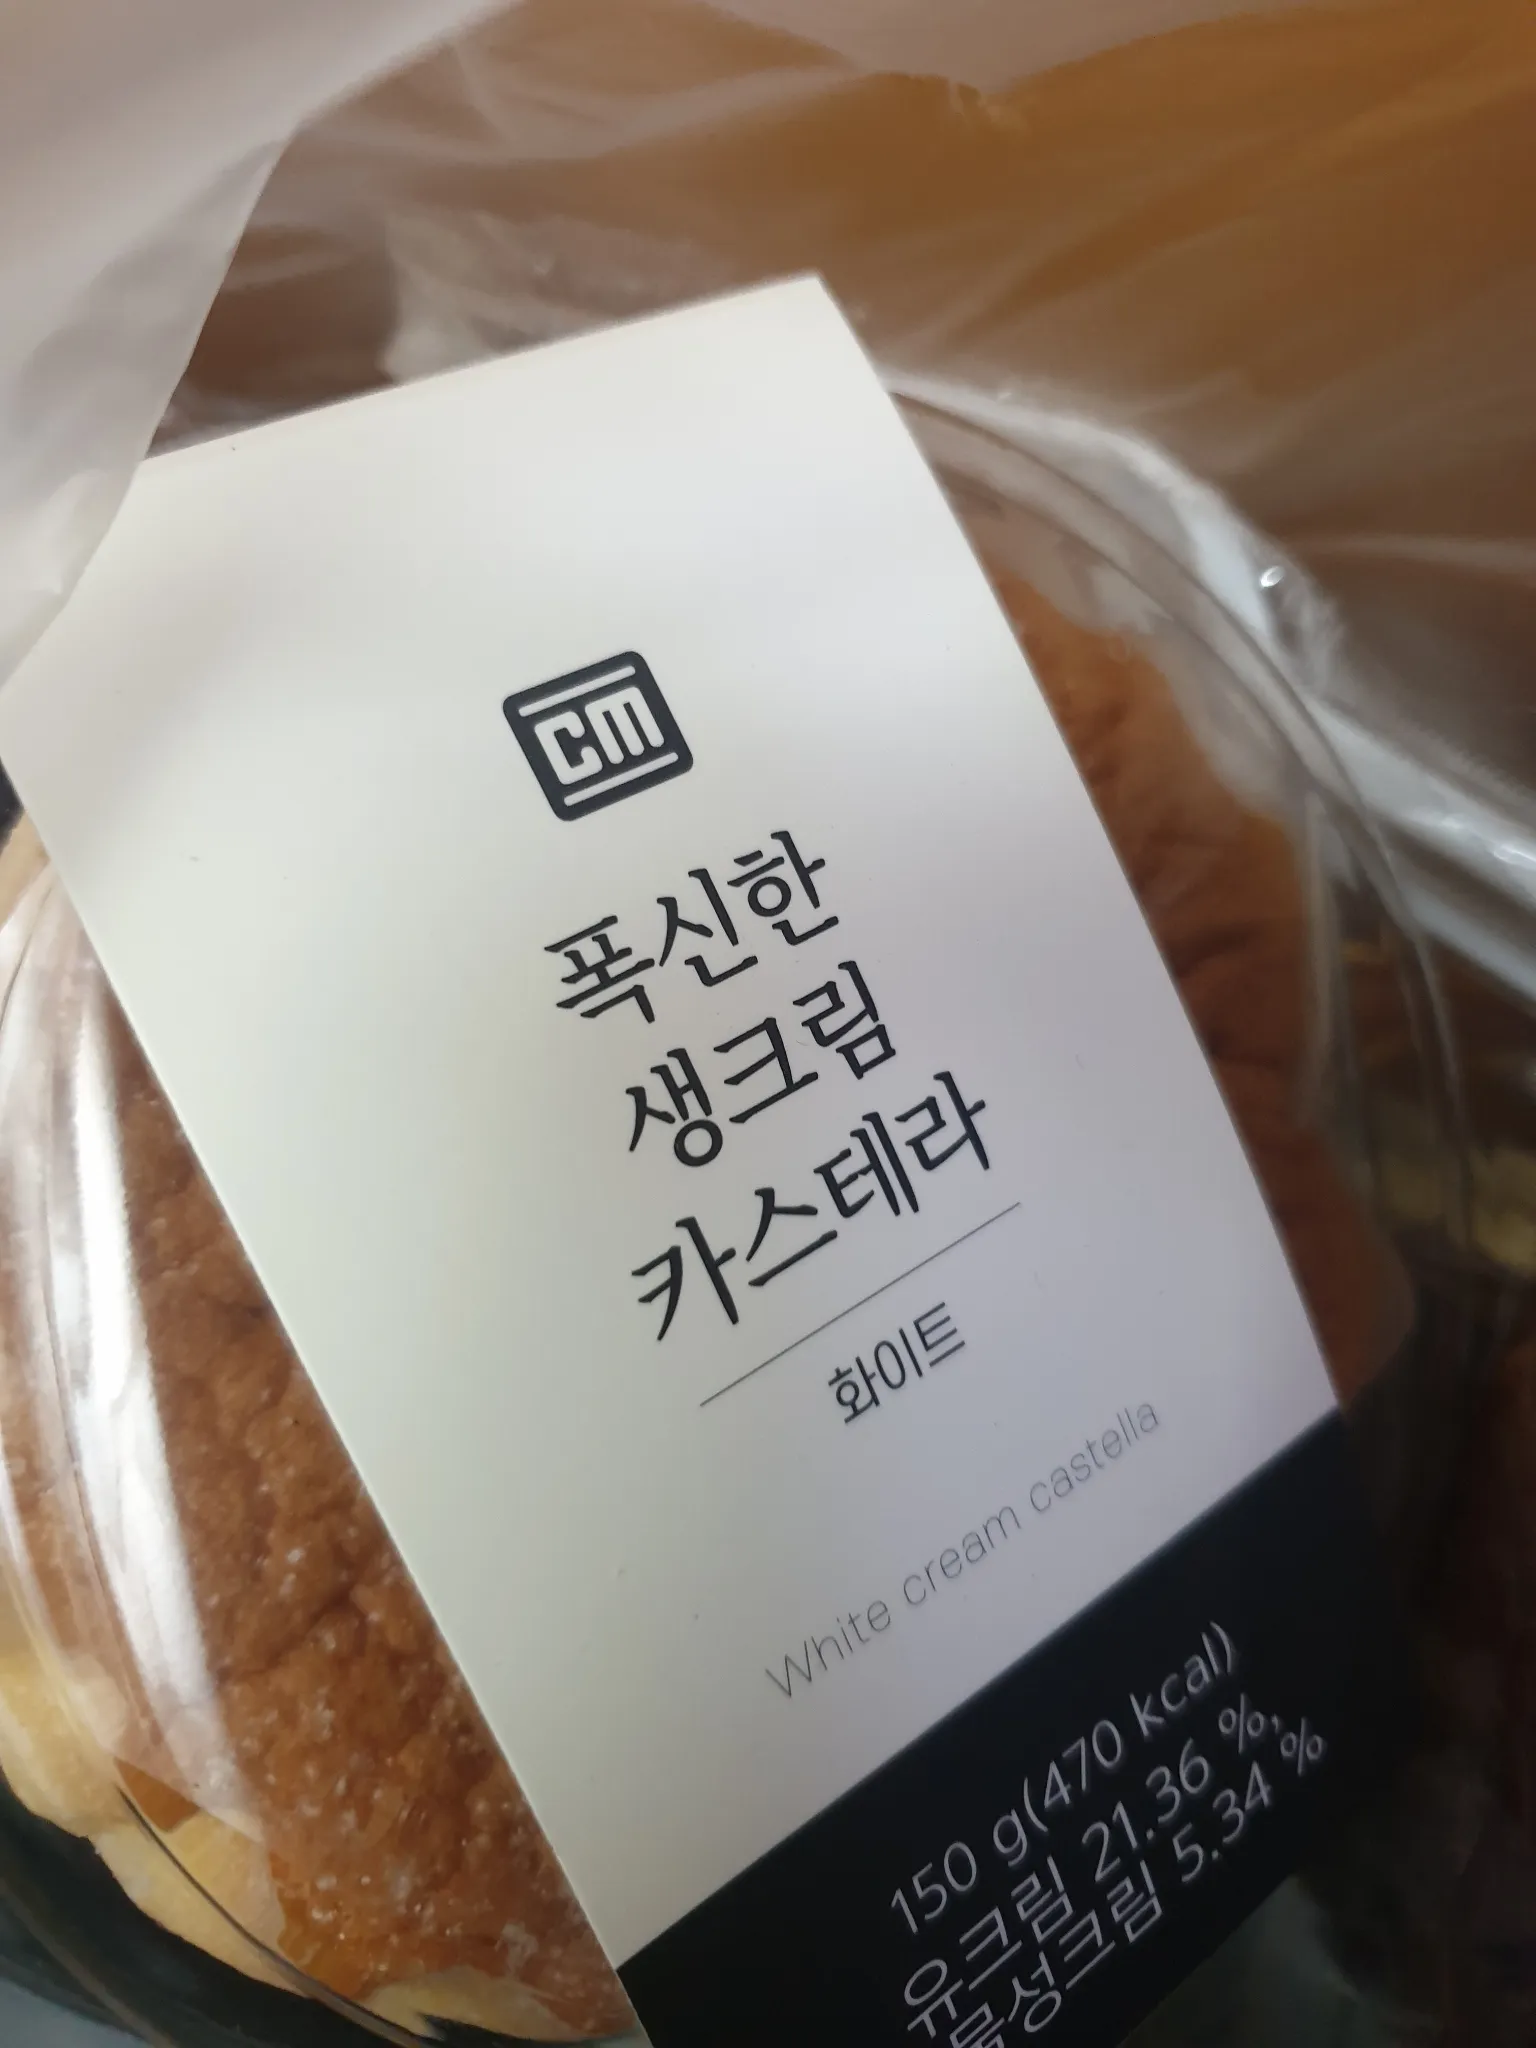 CM
폭신한
생크림
카스테라
화이트
White cream castella
150 g(470 kcal)
유크림 21.36 %,
물성크림 5.34 %